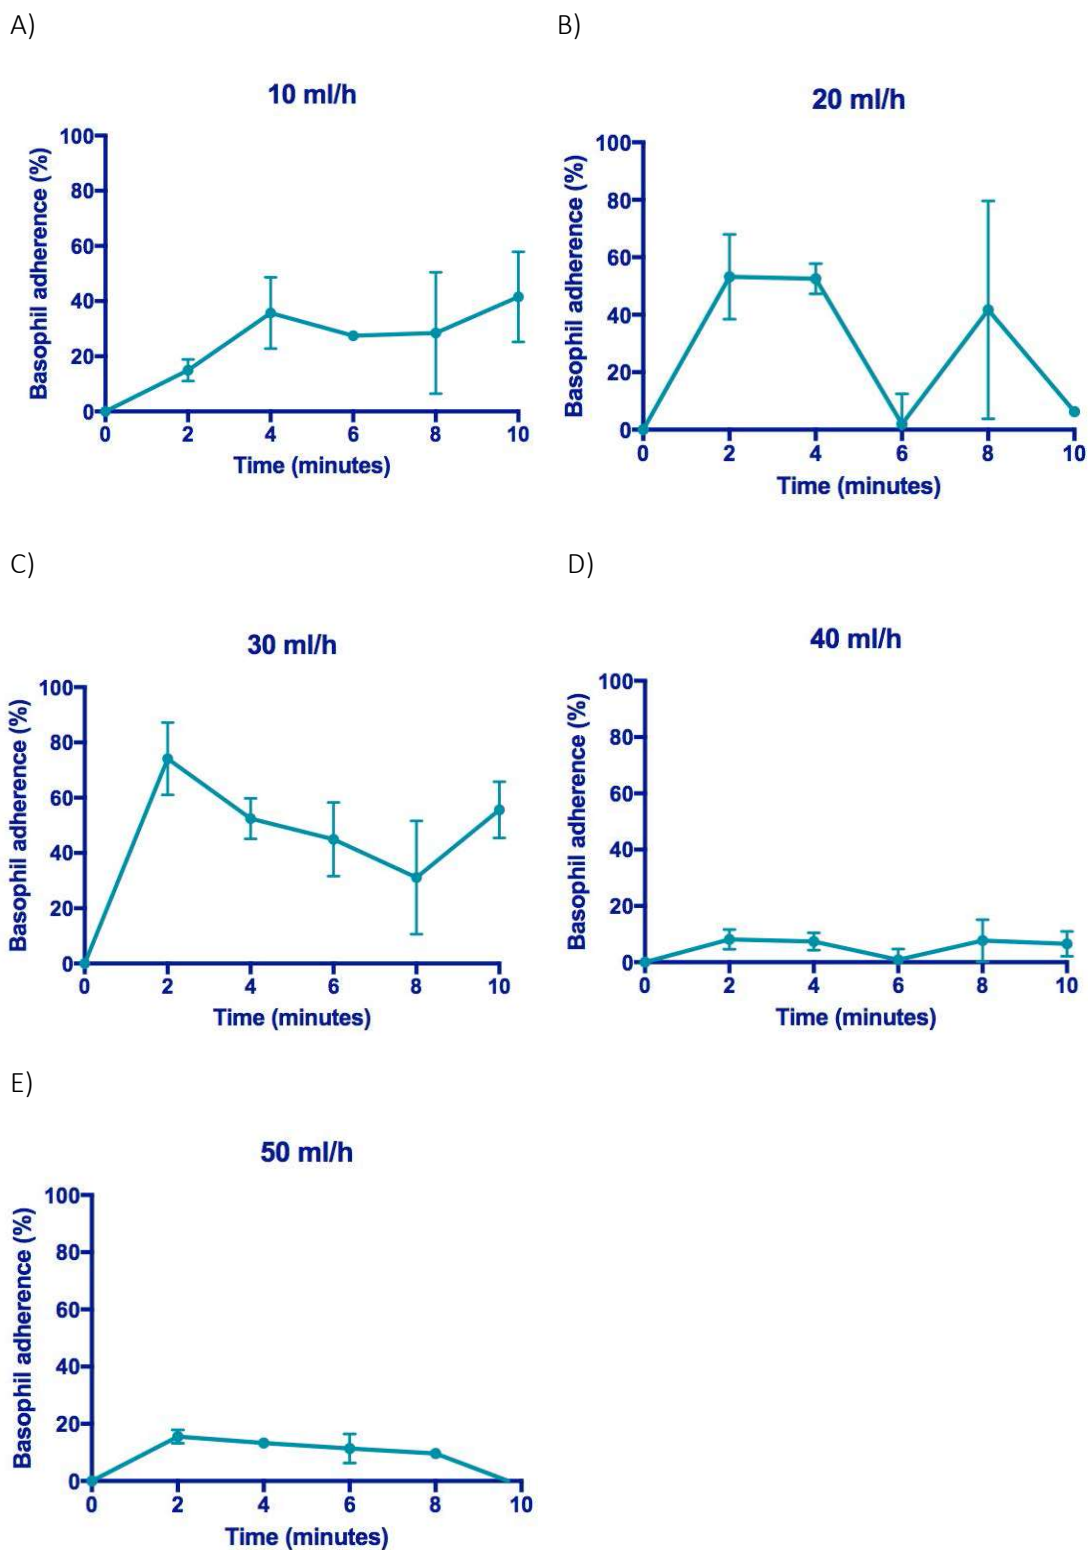 A)
10 ml/h
Basophil adherence (%)
100
80
60
40
20
0
0 2 4 6 8 10
Time (minutes)
B)
20 ml/h
Basophil adherence (%)
100
80
60
40
20
0
0 2 4 6 8 10
Time (minutes)
C)
30 ml/h
Basophil adherence (%)
100
80
60
40
20
0
0 2 4 6 8 10
Time (minutes)
D)
40 ml/h
Basophil adherence (%)
100
80
60
40
20
0
0 2 4 6 8 10
Time (minutes)
E)
50 ml/h
Basophil adherence (%)
100
80
60
40
20
0
0 2 4 6 8 10
Time (minutes)